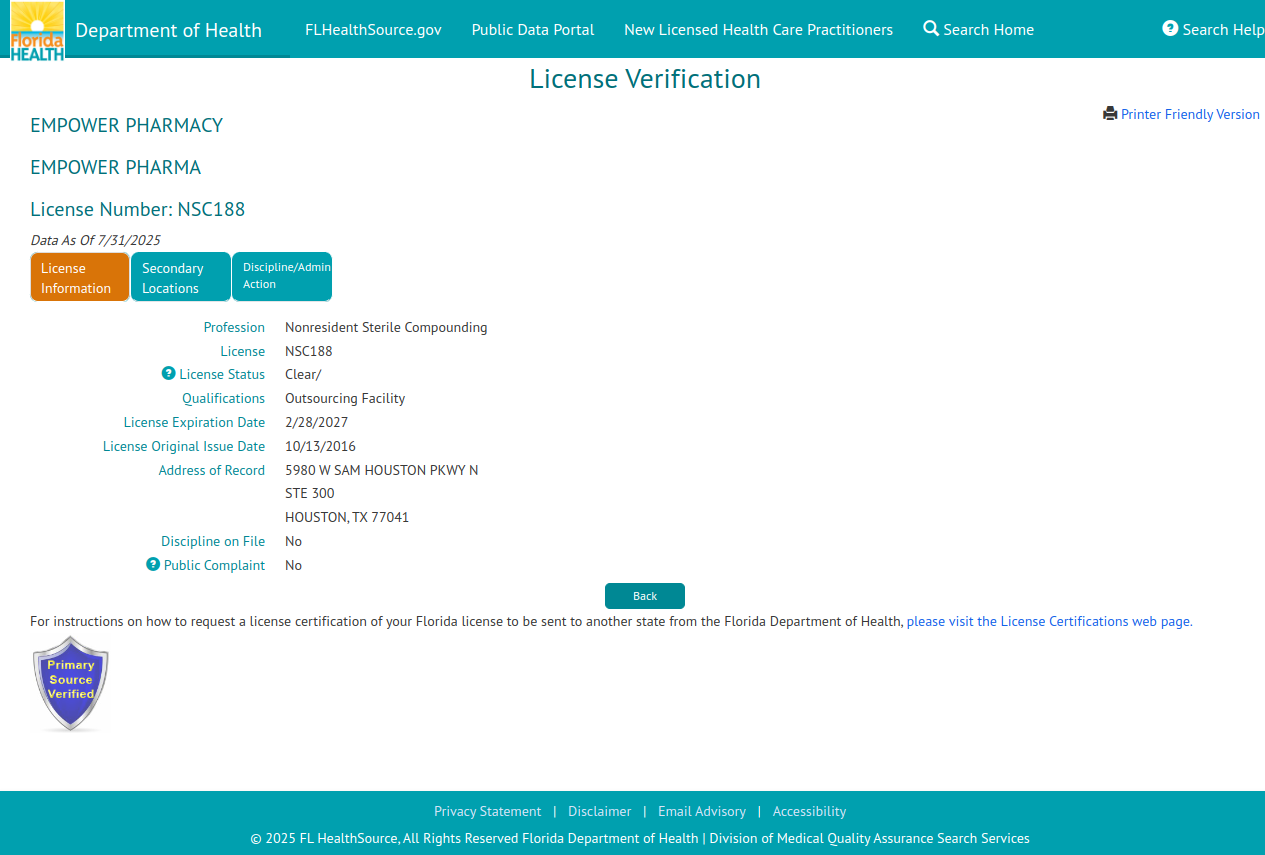 Florida
HEALTH
Department of Health
FLHealthSource.gov
Public Data Portal
New Licensed Health Care Practitioners
Search Home
Search Help
License Verification
Printer Friendly Version
EMPOWER PHARMACY
EMPOWER PHARMA
License Number: NSC188
Data As Of 7/31/2025
License
Information
Secondary
Locations
Discipline/Admin
Action
Profession Nonresident Sterile Compounding
License NSC188
License Status Clear/
Qualifications Outsourcing Facility
License Expiration Date 2/28/2027
License Original Issue Date 10/13/2016
Address of Record 5980 W SAM HOUSTON PKWY N
STE 300
HOUSTON, TX 77041
Discipline on File No
Public Complaint No
Back
For instructions on how to request a license certification of your Florida license to be sent to another state from the Florida Department of Health, please visit the License Certifications web page.
Primary
Source
Verified
Privacy Statement | Disclaimer | Email Advisory | Accessibility
© 2025 FL HealthSource, All Rights Reserved Florida Department of Health | Division of Medical Quality Assurance Search Services